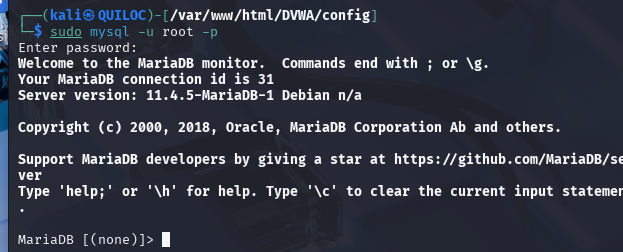 ┌──(kali㉿QUILOC)-[/var/www/html/DVWA/config]
└─$ sudo mysql -u root -p
Enter password:
Welcome to the MariaDB monitor.  Commands end with ; or \g.
Your MariaDB connection id is 31
Server version: 11.4.5-MariaDB-1 Debian n/a
Copyright (c) 2000, 2018, Oracle, MariaDB Corporation Ab and others.
Support MariaDB developers by giving a star at https://github.com/MariaDB/se
ver
Type 'help;' or '\h' for help. Type '\c' to clear the current input statemen
.
MariaDB [(none)]>